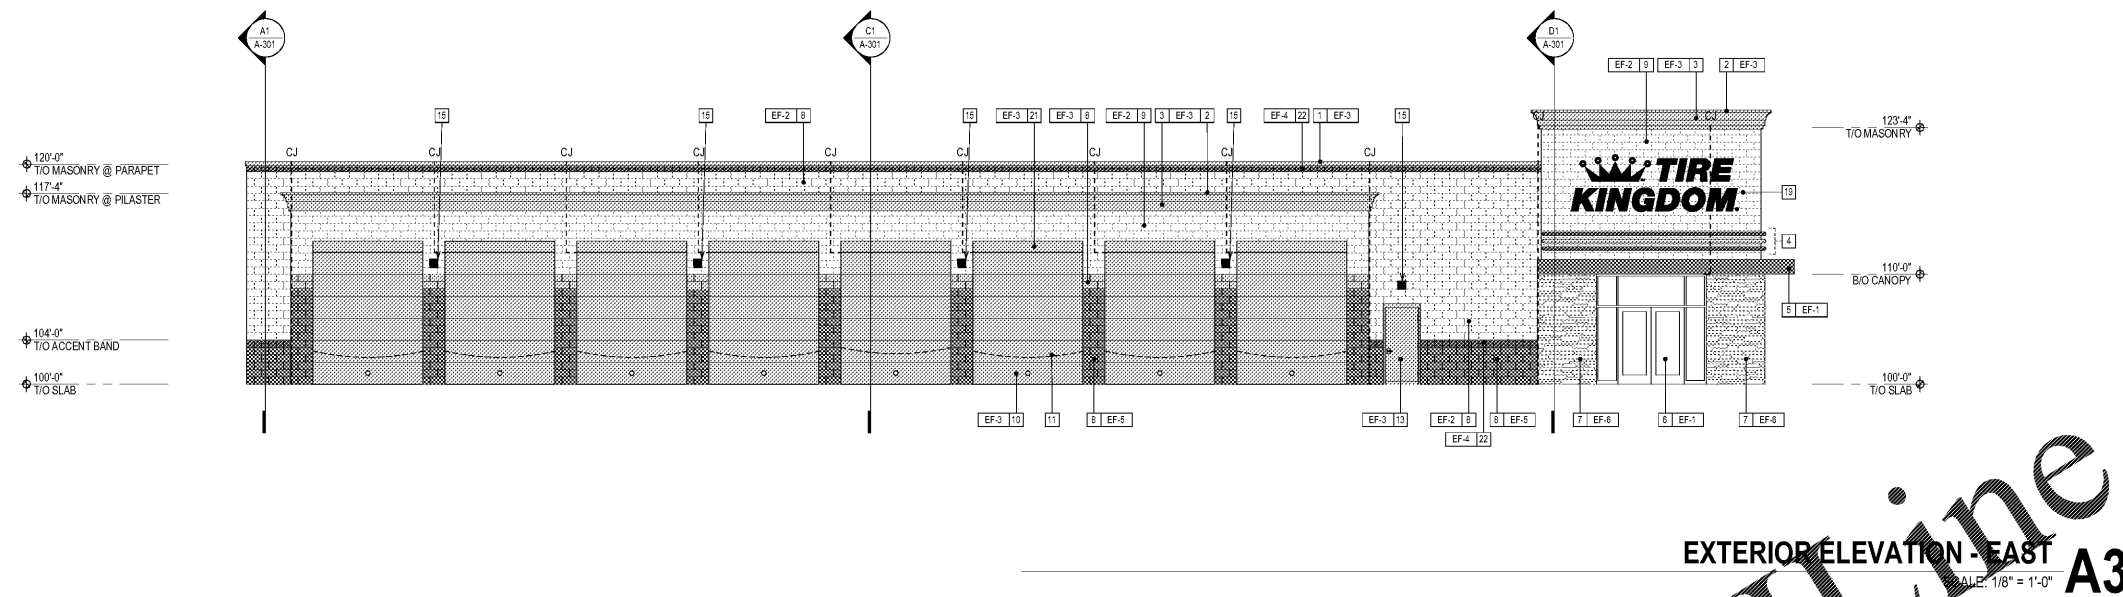 A1
A-301
C1
A-301
D1
A-301
EF-2 9 EF-3 3 2 EF-3
15 EF-2 8 15 15 EF-3 21 EF-3 8 EF-2 9 3 EF-3 2 15 EF-4 22 1 EF-3 15
CJ CJ
123'-4"
T/O MASONRY
CJ CJ CJ CJ CJ CJ CJ CJ CJ
120'-0"
T/O MASONRY @ PARAPET
117'-4"
T/O MASONRY @ PILASTER
TIRE
KINGDOM.
19
4
110'-0"
B/O CANOPY
5 EF-1
104'-0"
T/O ACCENT BAND
100'-0"
T/O SLAB
100'-0"
T/O SLAB
EF-3 10 11 8 EF-5 EF-3 13 EF-2 8 8 EF-5 7 EF-6 6 EF-1 7 EF-6
EF-4 22
EXTERIOR ELEVATION - EAST
SCALE: 1/8" = 1'-0"
A3
Line